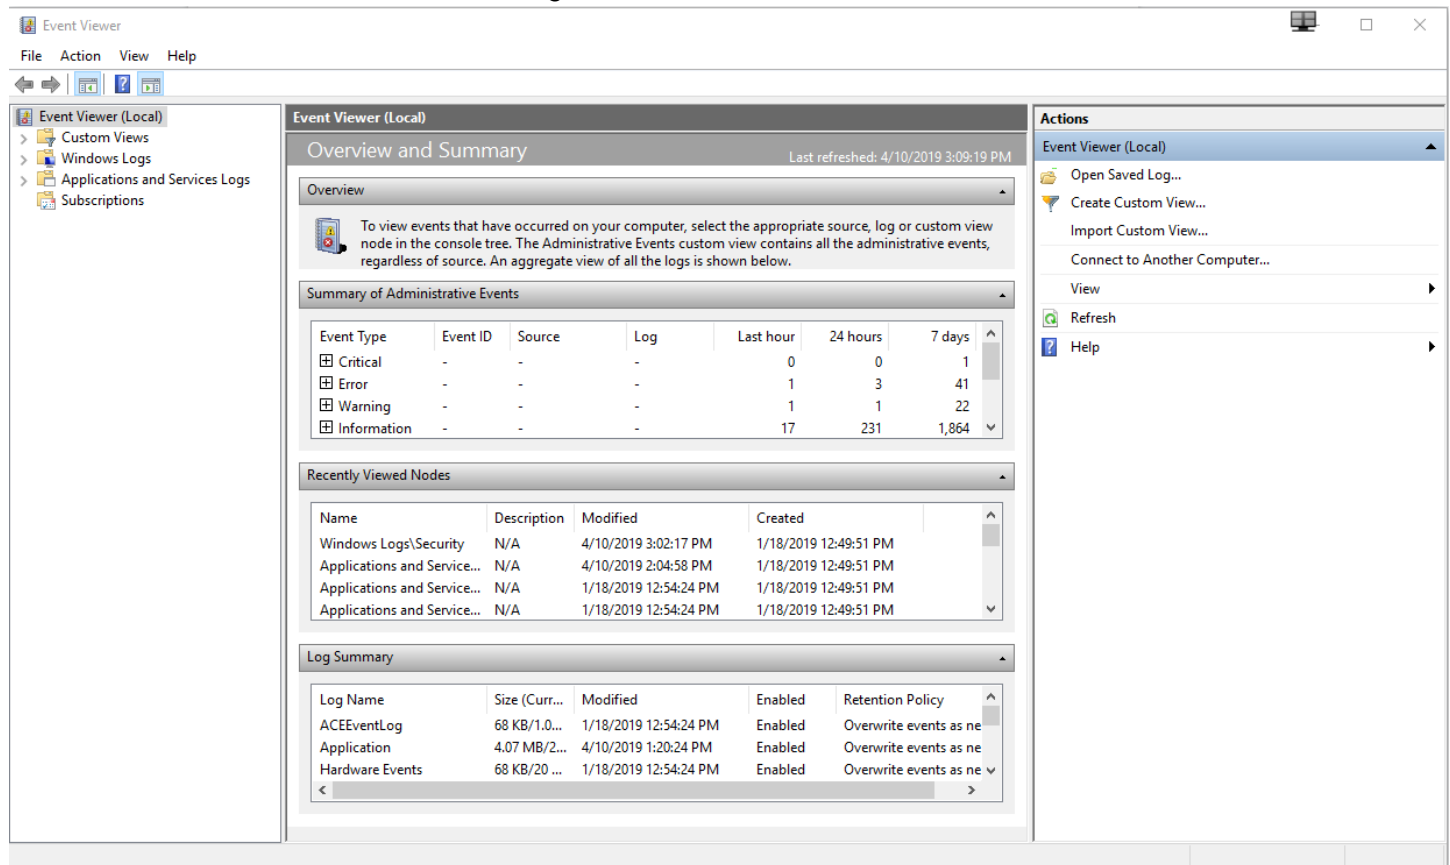 Event Viewer
File Action View Help
Event Viewer (Local)
Custom Views
Windows Logs
Applications and Services Logs
Subscriptions
Event Viewer (Local)
Overview and Summary
Last refreshed: 4/10/2019 3:09:19 PM
Overview
To view events that have occurred on your computer, select the appropriate source, log or custom view
node in the console tree. The Administrative Events custom view contains all the administrative events,
regardless of source. An aggregate view of all the logs is shown below.
Summary of Administrative Events
Event Type Event ID Source Log Last hour 24 hours 7 days
Critical - - - 0 0 1
Error - - - 1 3 41
Warning - - - 1 1 22
Information - - - 17 231 1,864
Recently Viewed Nodes
Name Description Modified Created
Windows Logs\Security N/A 4/10/2019 3:02:17 PM 1/18/2019 12:49:51 PM
Applications and Service... N/A 4/10/2019 2:04:58 PM 1/18/2019 12:49:51 PM
Applications and Service... N/A 1/18/2019 12:54:24 PM 1/18/2019 12:49:51 PM
Applications and Service... N/A 1/18/2019 12:54:24 PM 1/18/2019 12:49:51 PM
Log Summary
Log Name Size (Curr... Modified Enabled Retention Policy
ACEEventLog 68 KB/1.0... 1/18/2019 12:54:24 PM Enabled Overwrite events as ne
Application 4.07 MB/2... 4/10/2019 1:20:24 PM Enabled Overwrite events as ne
Hardware Events 68 KB/20 ... 1/18/2019 12:54:24 PM Enabled Overwrite events as ne
Actions
Event Viewer (Local)
Open Saved Log...
Create Custom View...
Import Custom View...
Connect to Another Computer...
View
Refresh
Help